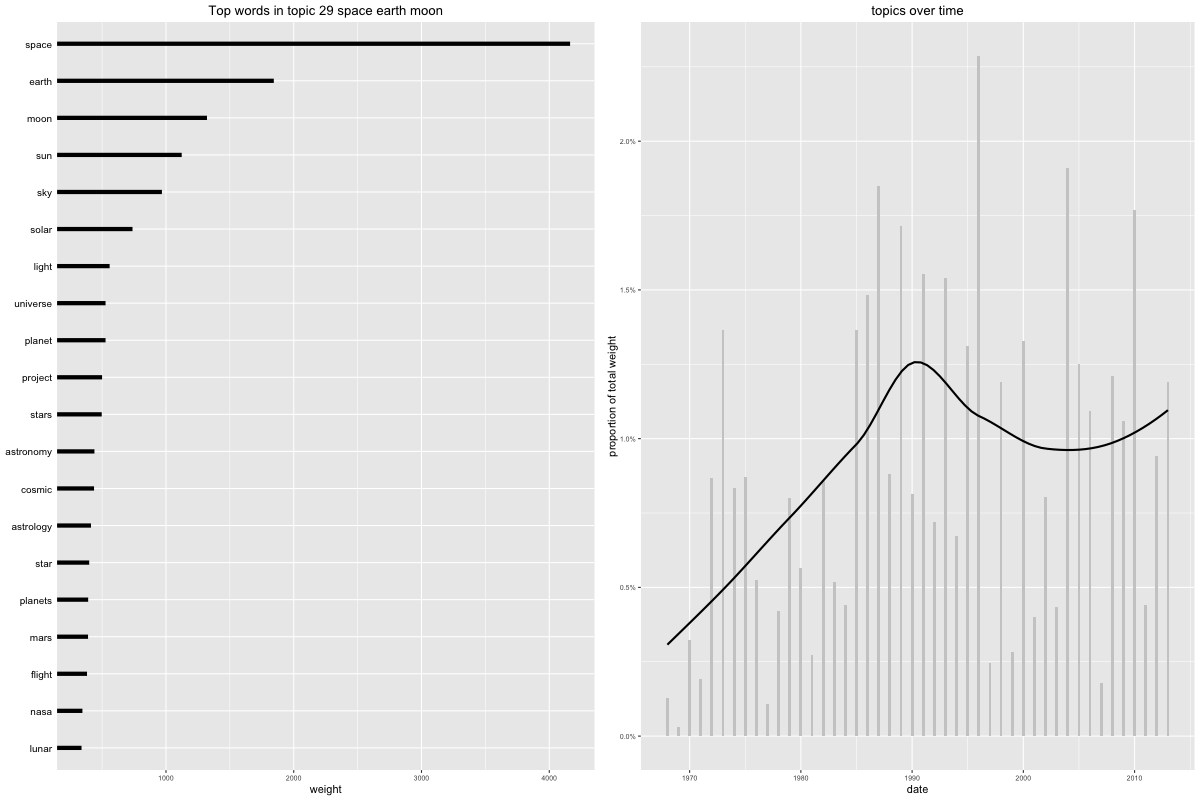 Top words in topic 29 space earth moon
space
earth
moon
sun
sky
solar
light
universe
planet
project
stars
astronomy
cosmic
astrology
star
planets
mars
flight
nasa
lunar
1000 2000 3000 4000
weight
topics over time
proportion of total weight
2.0%
1.5%
1.0%
0.5%
0.0%
1970 1980 1990 2000 2010
date